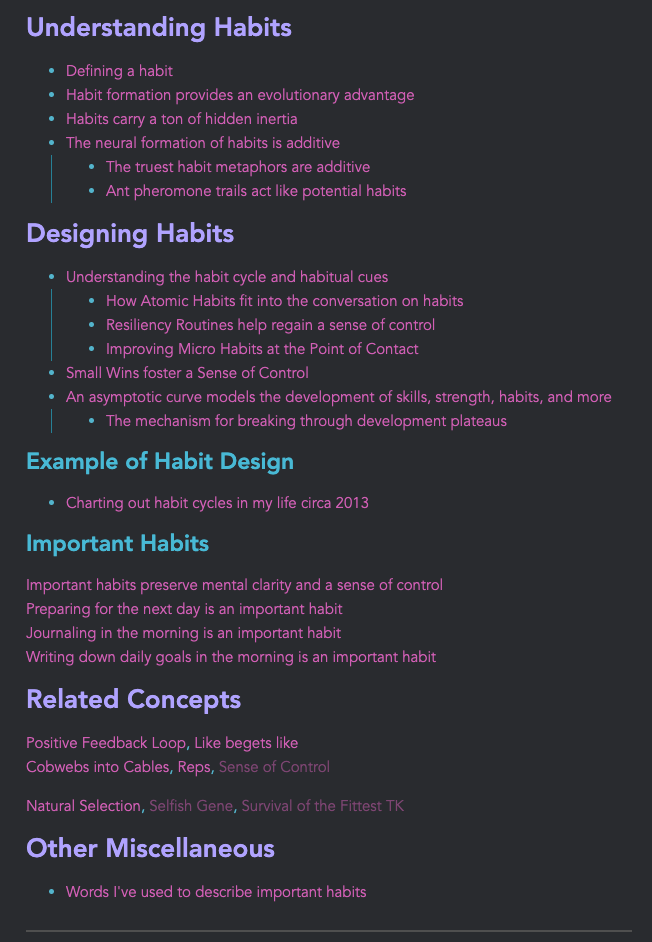 Understanding Habits
Defining a habit
Habit formation provides an evolutionary advantage
Habits carry a ton of hidden inertia
The neural formation of habits is additive
The truest habit metaphors are additive
Ant pheromone trails act like potential habits
Designing Habits
Understanding the habit cycle and habitual cues
How Atomic Habits fit into the conversation on habits
Resiliency Routines help regain a sense of control
Improving Micro Habits at the Point of Contact
Small Wins foster a Sense of Control
An asymptotic curve models the development of skills, strength, habits, and more
The mechanism for breaking through development plateaus
Example of Habit Design
Charting out habit cycles in my life circa 2013
Important Habits
Important habits preserve mental clarity and a sense of control
Preparing for the next day is an important habit
Journaling in the morning is an important habit
Writing down daily goals in the morning is an important habit
Related Concepts
Positive Feedback Loop, Like begets like
Cobwebs into Cables, Reps, Sense of Control
Natural Selection, Selfish Gene, Survival of the Fittest TK
Other Miscellaneous
Words I've used to describe important habits